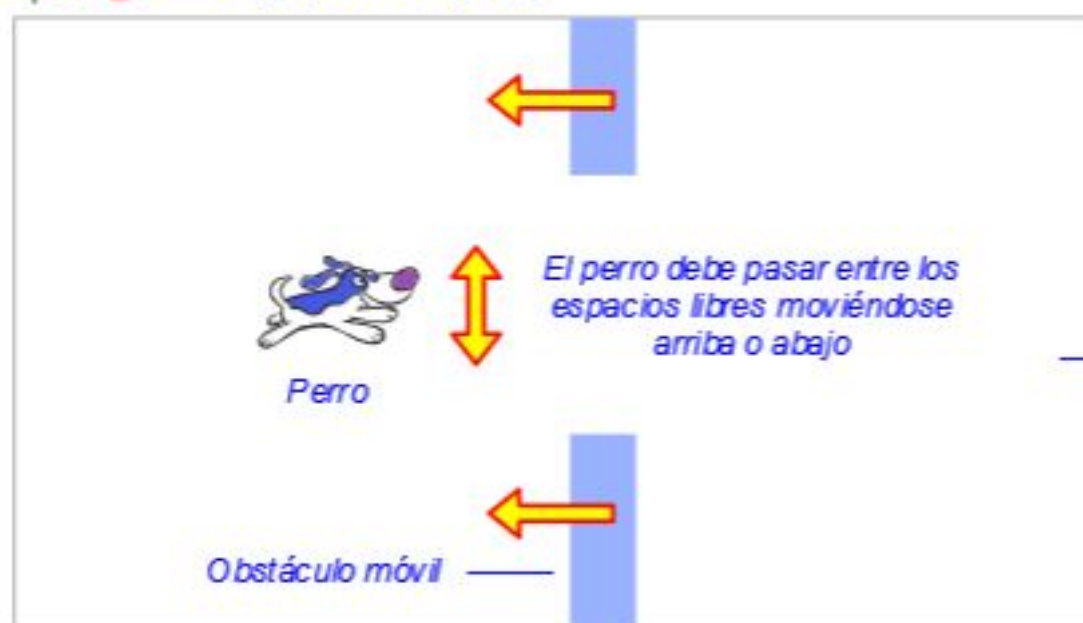 El perro debe pasar entre los
espacios libres moviéndose
arriba o abajo
Perro
Obstáculo móvil